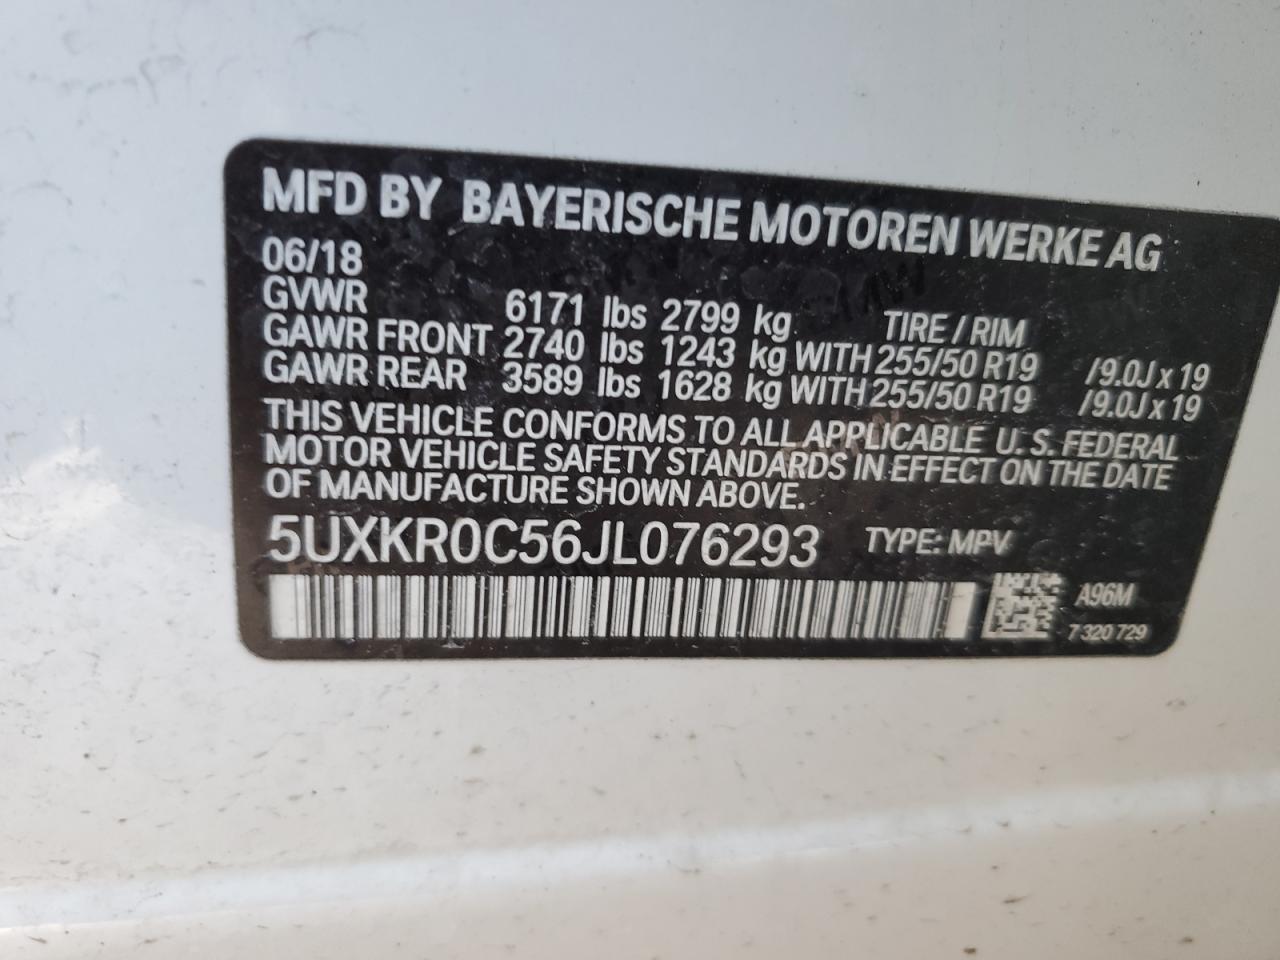 MFD BY BAYERISCHE MOTOREN WERKE AG
06/18
GVWR 6171 lbs 2799 kg TIRE / RIM
GAWR FRONT 2740 lbs 1243 kg WITH 255/50 R19 /9.0J x 19
GAWR REAR 3589 lbs 1628 kg WITH 255/50 R19 /9.0J x 19
THIS VEHICLE CONFORMS TO ALL APPLICABLE U. S. FEDERAL
MOTOR VEHICLE SAFETY STANDARDS IN EFFECT ON THE DATE
OF MANUFACTURE SHOWN ABOVE.
5UXKR0C56JL076293 TYPE: MPV
A96M
7 320 729